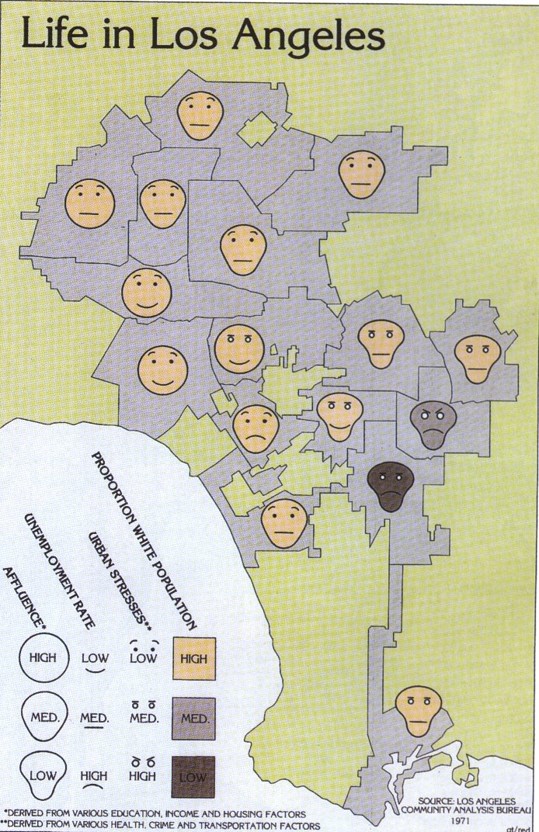 Life in Los Angeles
AFFLUENCE*
UNEMPLOYMENT RATE
URBAN STRESSES**
PROPORTION WHITE POPULATION
HIGH LOW LOW HIGH
MED. MED. MED. MED.
LOW HIGH HIGH LOW
*DERIVED FROM VARIOUS EDUCATION, INCOME AND HOUSING FACTORS
**DERIVED FROM VARIOUS HEALTH, CRIME AND TRANSPORTATION FACTORS
SOURCE: LOS ANGELES
COMMUNITY ANALYSIS BUREAU
1971